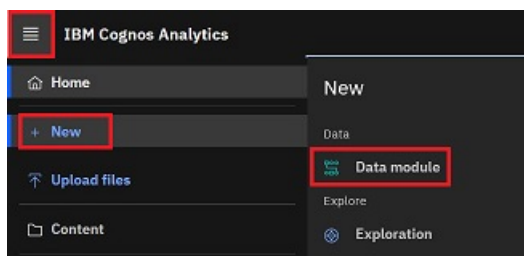 IBM Cognos Analytics
Home
+ New
Upload files
Content
New
Data
Data module
Explore
Exploration